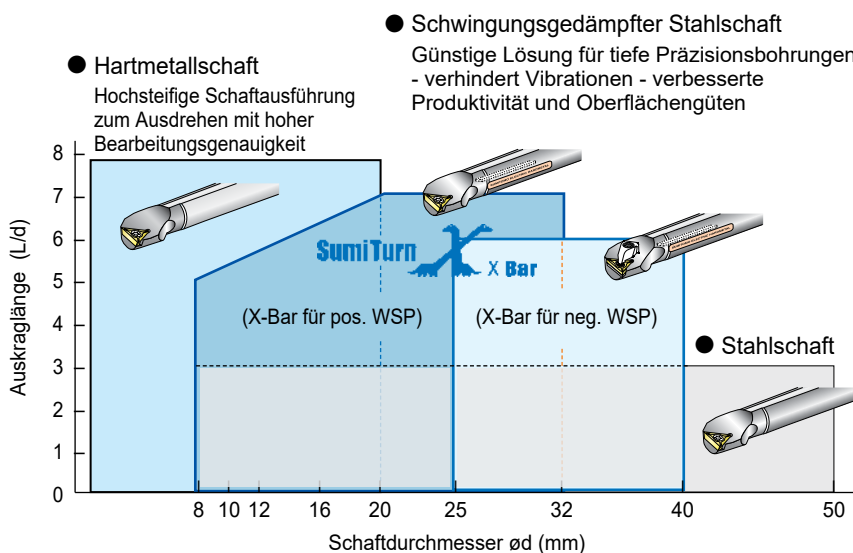 ● Schwingungsgedämpfter Stahlschaft
Günstige Lösung für tiefe Präzisionsbohrungen
- verhindert Vibrationen - verbesserte
Produktivität und Oberflächengüten
● Hartmetallschaft
Hochsteifige Schaftausführung
zum Ausdrehen mit hoher
Bearbeitungsgenauigkeit
Auskraglänge (L/d)
8
7
6
5
4
3
2
1
0
SumiTurn X Bar
(X-Bar für pos. WSP)
(X-Bar für neg. WSP)
● Stahlschaft
8 10 12 16 20 25 32 40 50
Schaftdurchmesser ød (mm)